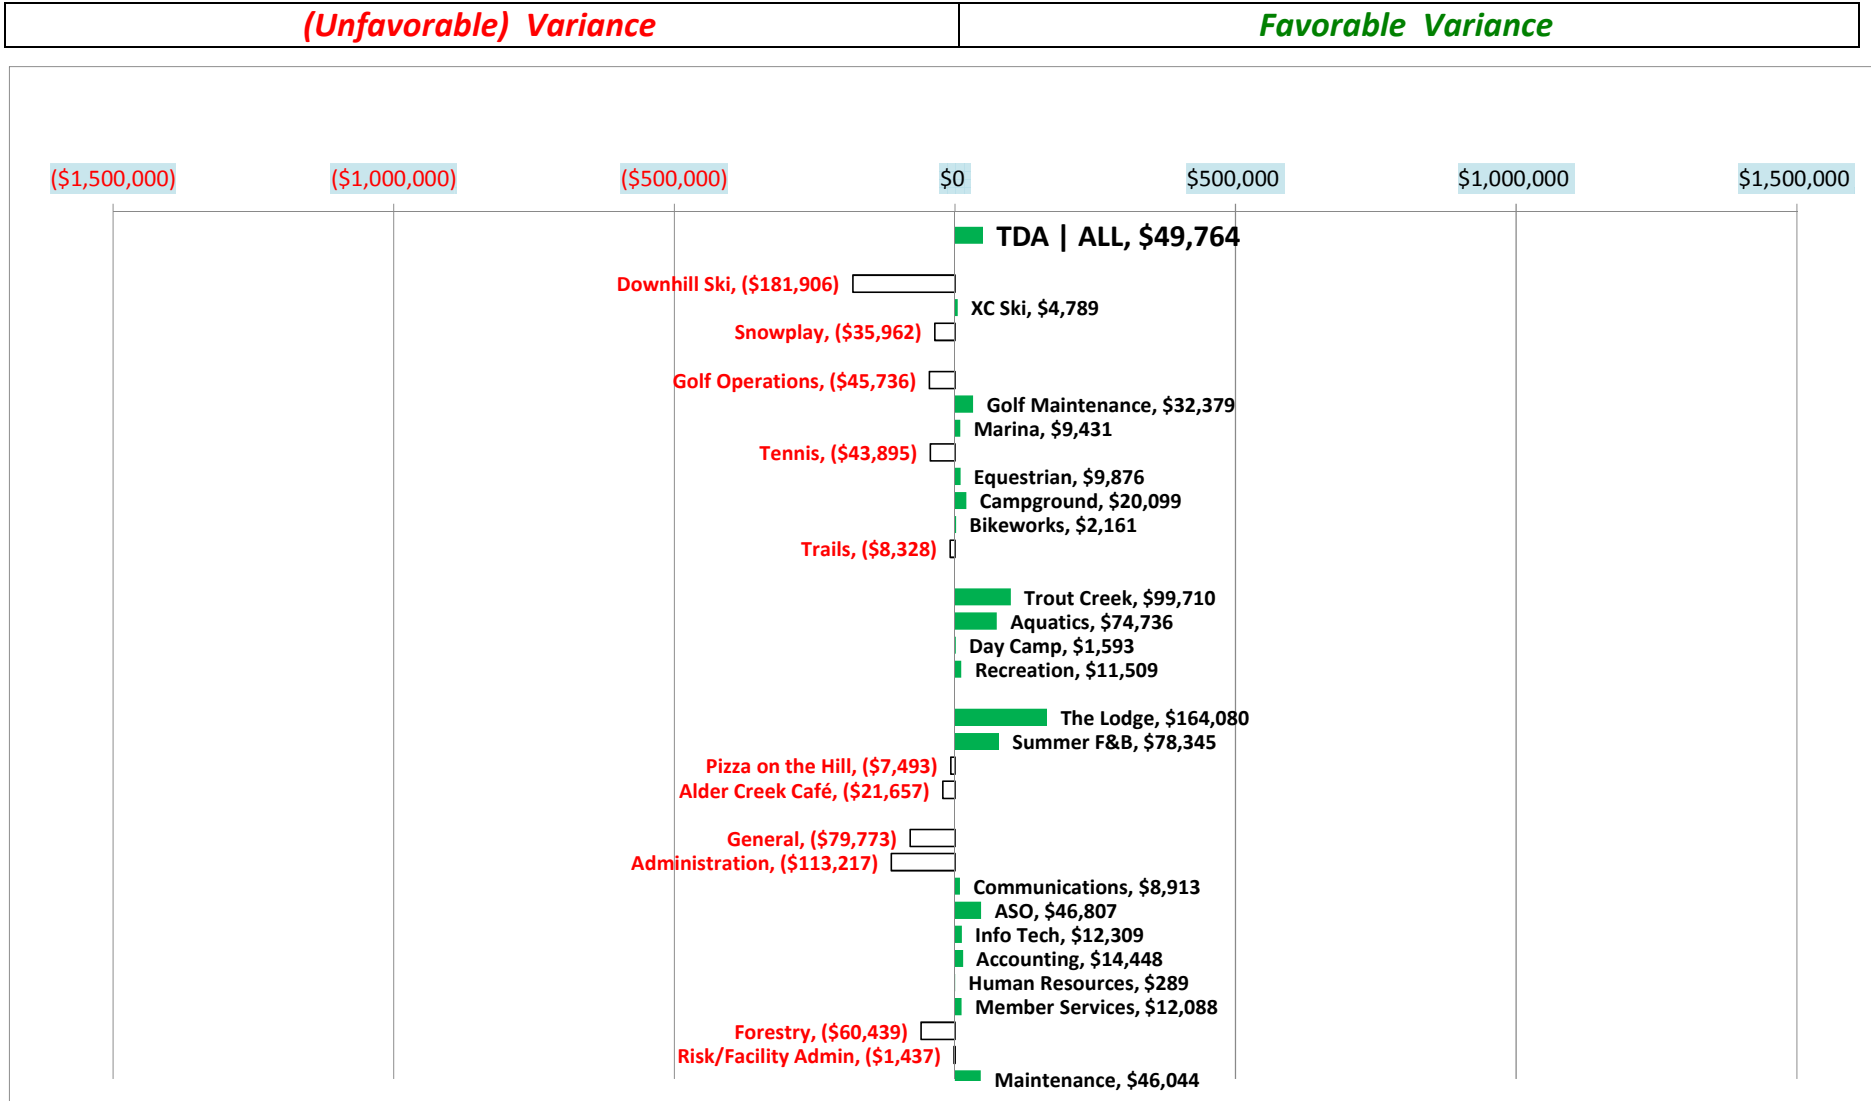 (Unfavorable) Variance
Favorable Variance
($1,500,000) ($1,000,000) ($500,000) $0 $500,000 $1,000,000 $1,500,000
TDA | ALL, $49,764
Downhill Ski, ($181,906)
XC Ski, $4,789
Snowplay, ($35,962)
Golf Operations, ($45,736)
Golf Maintenance, $32,379
Marina, $9,431
Tennis, ($43,895)
Equestrian, $9,876
Campground, $20,099
Bikeworks, $2,161
Trails, ($8,328)
Trout Creek, $99,710
Aquatics, $74,736
Day Camp, $1,593
Recreation, $11,509
The Lodge, $164,080
Summer F&B, $78,345
Pizza on the Hill, ($7,493)
Alder Creek Café, ($21,657)
General, ($79,773)
Administration, ($113,217)
Communications, $8,913
ASO, $46,807
Info Tech, $12,309
Accounting, $14,448
Human Resources, $289
Member Services, $12,088
Forestry, ($60,439)
Risk/Facility Admin, ($1,437)
Maintenance, $46,044